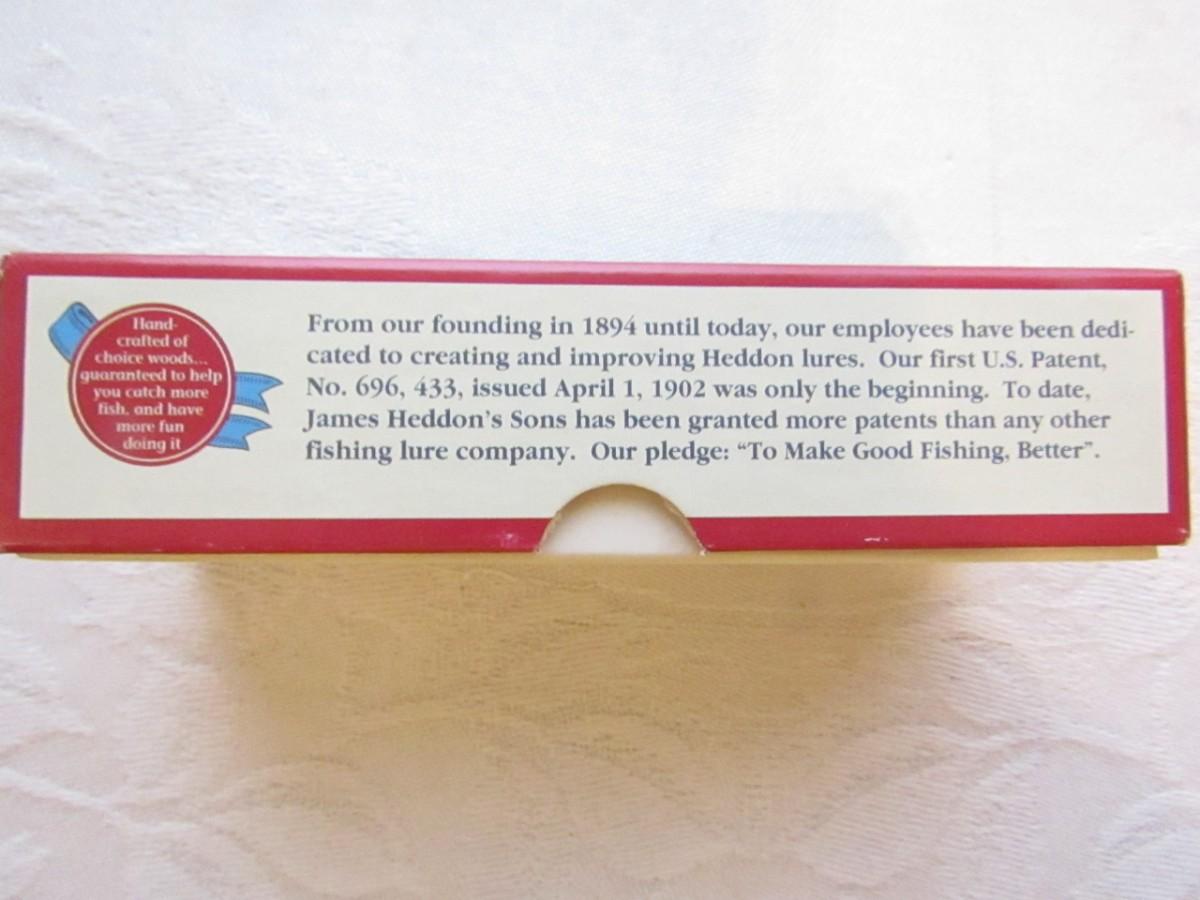 Hand-
crafted of
choice woods...
guaranteed to help
you catch more
fish, and have
more fun
doing it
From our founding in 1894 until today, our employees have been dedi-
cated to creating and improving Heddon lures. Our first U.S. Patent,
No. 696, 433, issued April 1, 1902 was only the beginning. To date,
James Heddon's Sons has been granted more patents than any other
fishing lure company. Our pledge: “To Make Good Fishing, Better”.